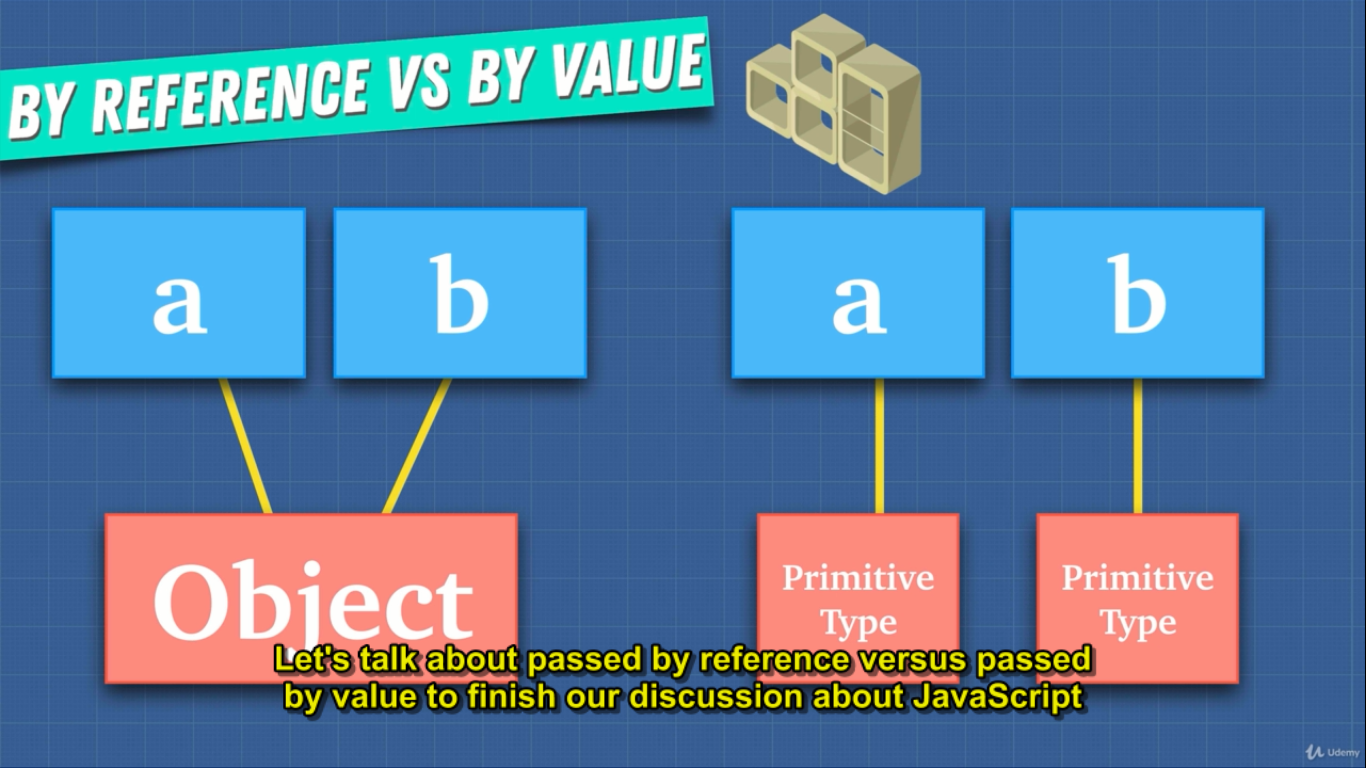 BY REFERENCE VS BY VALUE
a
b
a
b
Object
Primitive
Type
Primitive
Type
Let's talk about passed by reference versus passed
by value to finish our discussion about JavaScript
Udemy